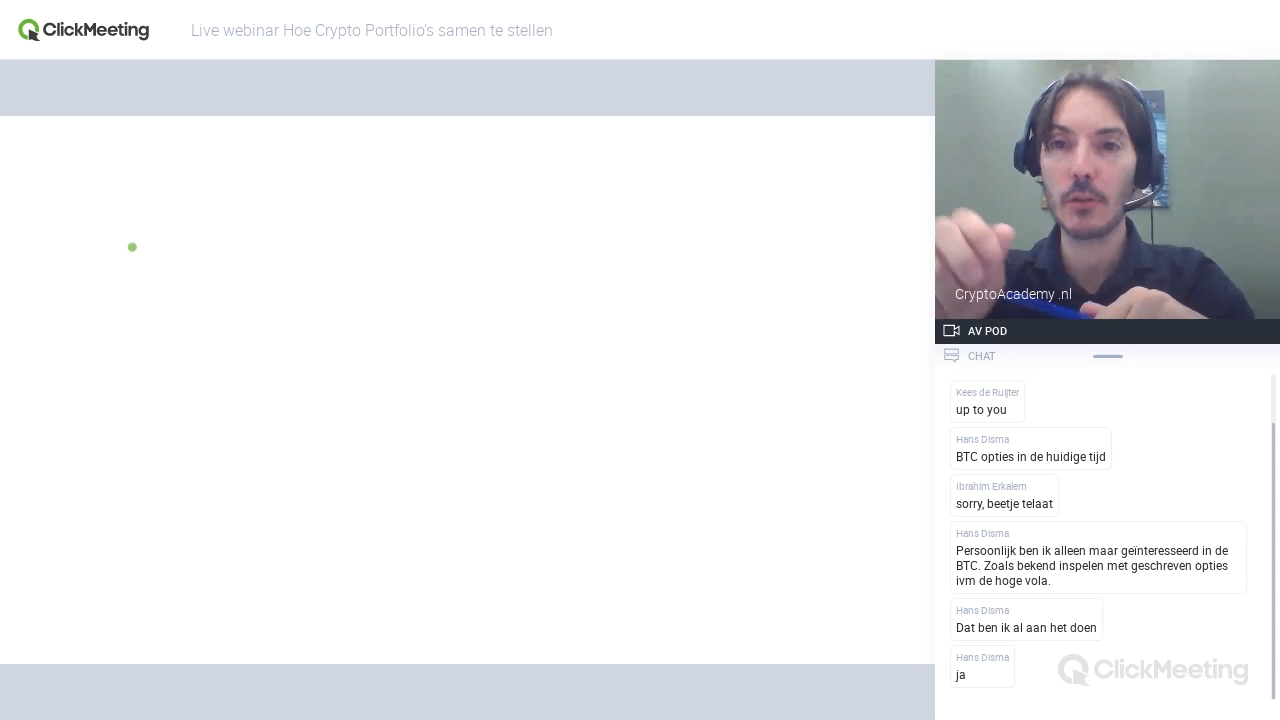 ClickMeeting
Live webinar Hoe Crypto Portfolio's samen te stellen
CryptoAcademy .nl
AV POD
CHAT
Kees de Ruijter
up to you
Hans Disma
BTC opties in de huidige tijd
Ibrahim Erkalem
sorry, beetje telaat
Hans Disma
Persoonlijk ben ik alleen maar geïnteresseerd in de
BTC. Zoals bekend inspelen met geschreven opties
ivm de hoge vola.
Hans Disma
Dat ben ik al aan het doen
Hans Disma
ja
ClickMeeting